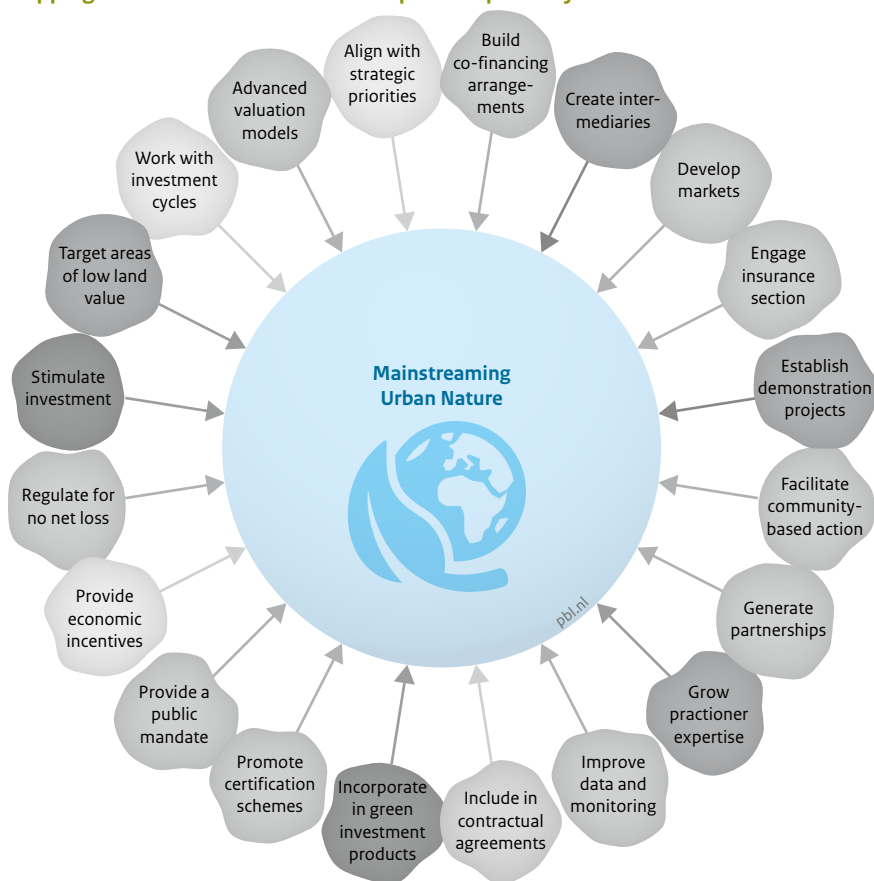 Align with
strategic
priorities
Build
co-financing
arrange-
ments
Create inter-
mediaries
Develop
markets
Engage
insurance
section
Establish
demonstration
projects
Facilitate
community-
based action
Generate
partnerships
Grow
practioner
expertise
Improve
data and
monitoring
Include in
contractual
agreements
Incorporate
in green
investment
products
Promote
certification
schemes
Provide a
public
mandate
Provide
economic
incentives
Regulate for
no net loss
Stimulate
investment
Target areas
of low land
value
Work with
investment
cycles
Advanced
valuation
models
Mainstreaming
Urban Nature
pbl.nl